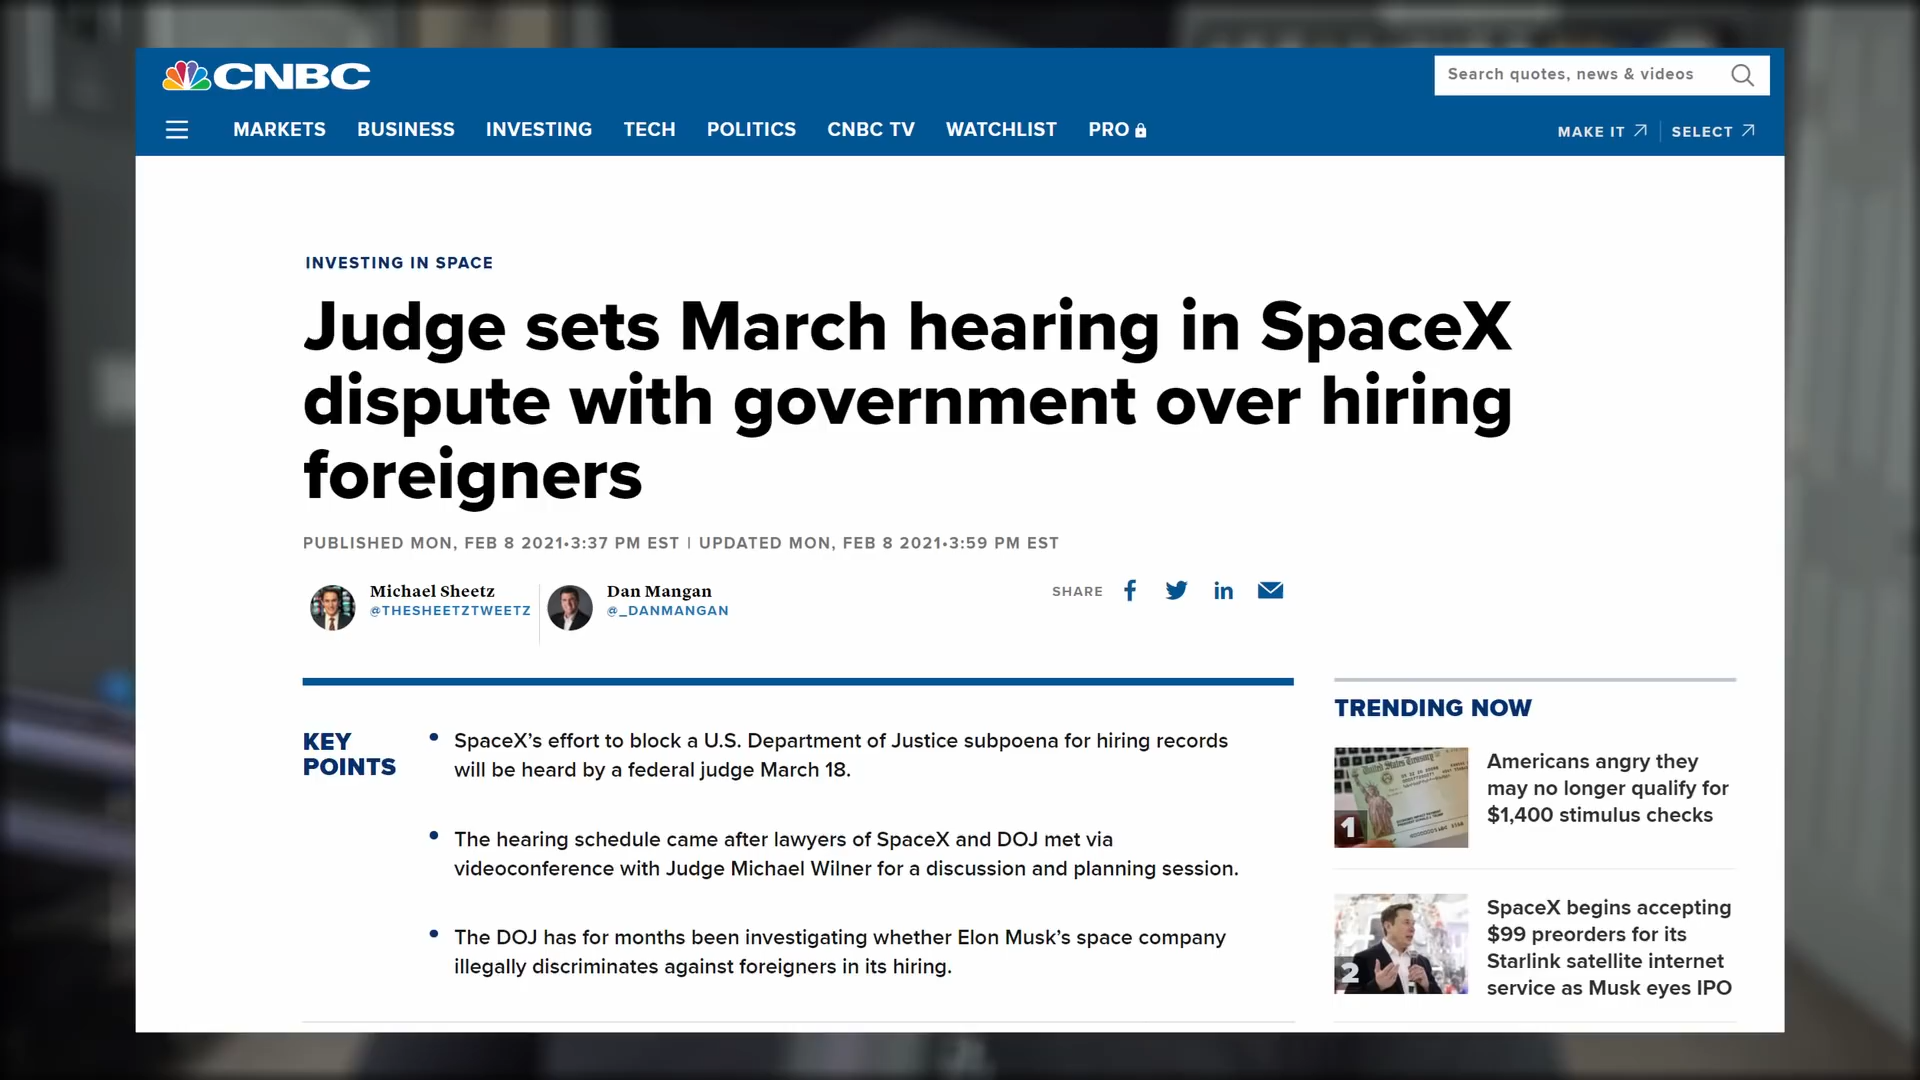 CNBC
Search quotes, news & videos
MARKETS BUSINESS INVESTING TECH POLITICS CNBC TV WATCHLIST PRO
MAKE IT SELECT
INVESTING IN SPACE
Judge sets March hearing in SpaceX
dispute with government over hiring
foreigners
PUBLISHED MON, FEB 8 2021•3:37 PM EST | UPDATED MON, FEB 8 2021•3:59 PM EST
Michael Sheetz
@THESHEETZTWEETZ
Dan Mangan
@_DANMANGAN
SHARE
KEY
POINTS
SpaceX's effort to block a U.S. Department of Justice subpoena for hiring records
will be heard by a federal judge March 18.
The hearing schedule came after lawyers of SpaceX and DOJ met via
videoconference with Judge Michael Wilner for a discussion and planning session.
The DOJ has for months been investigating whether Elon Musk's space company
illegally discriminates against foreigners in its hiring.
TRENDING NOW
United States Treasury
1
Americans angry they
may no longer qualify for
$1,400 stimulus checks
2
SpaceX begins accepting
$99 preorders for its
Starlink satellite internet
service as Musk eyes IPO